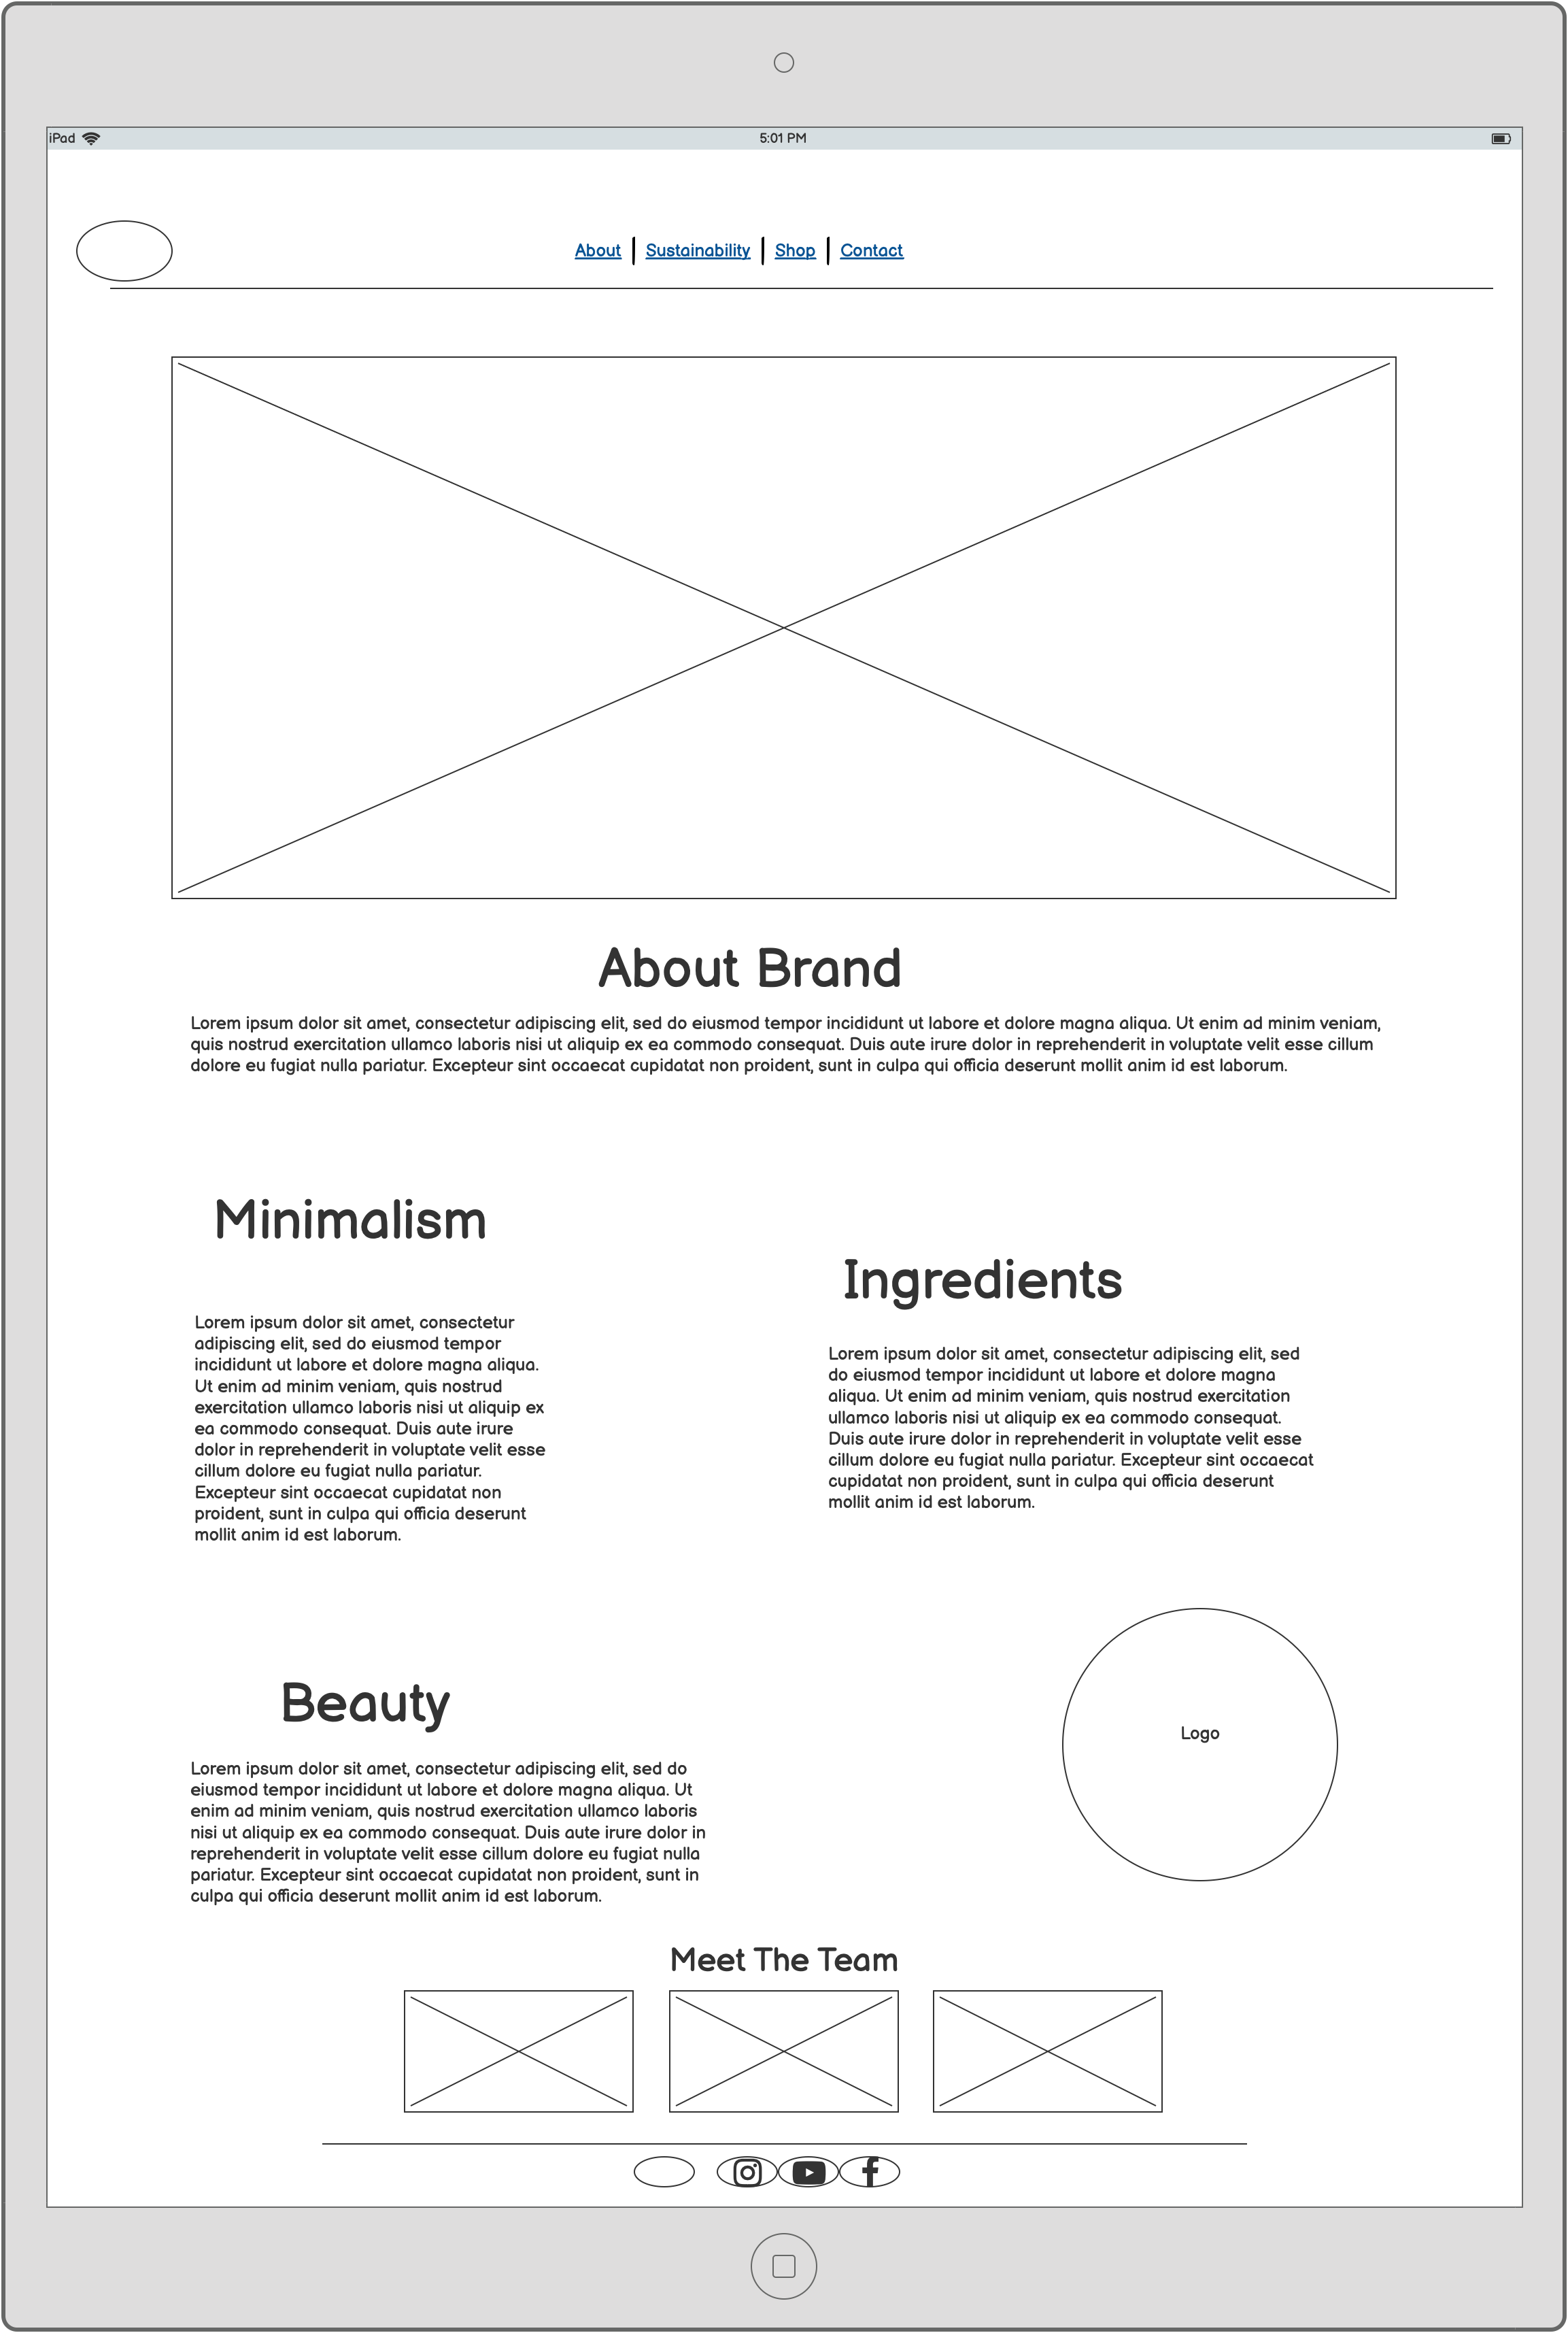 iPad 5:01 PM
About | Sustainability | Shop | Contact
About Brand
Lorem ipsum dolor sit amet, consectetur adipiscing elit, sed do eiusmod tempor incididunt ut labore et dolore magna aliqua. Ut enim ad minim veniam,
quis nostrud exercitation ullamco laboris nisi ut aliquip ex ea commodo consequat. Duis aute irure dolor in reprehenderit in voluptate velit esse cillum
dolore eu fugiat nulla pariatur. Excepteur sint occaecat cupidatat non proident, sunt in culpa qui officia deserunt mollit anim id est laborum.
Minimalism
Lorem ipsum dolor sit amet, consectetur
adipiscing elit, sed do eiusmod tempor
incididunt ut labore et dolore magna aliqua.
Ut enim ad minim veniam, quis nostrud
exercitation ullamco laboris nisi ut aliquip ex
ea commodo consequat. Duis aute irure
dolor in reprehenderit in voluptate velit esse
cillum dolore eu fugiat nulla pariatur.
Excepteur sint occaecat cupidatat non
proident, sunt in culpa qui officia deserunt
mollit anim id est laborum.
Ingredients
Lorem ipsum dolor sit amet, consectetur adipiscing elit, sed
do eiusmod tempor incididunt ut labore et dolore magna
aliqua. Ut enim ad minim veniam, quis nostrud exercitation
ullamco laboris nisi ut aliquip ex ea commodo consequat.
Duis aute irure dolor in reprehenderit in voluptate velit esse
cillum dolore eu fugiat nulla pariatur. Excepteur sint occaecat
cupidatat non proident, sunt in culpa qui officia deserunt
mollit anim id est laborum.
Beauty
Lorem ipsum dolor sit amet, consectetur adipiscing elit, sed do
eiusmod tempor incididunt ut labore et dolore magna aliqua. Ut
enim ad minim veniam, quis nostrud exercitation ullamco laboris
nisi ut aliquip ex ea commodo consequat. Duis aute irure dolor in
reprehenderit in voluptate velit esse cillum dolore eu fugiat nulla
pariatur. Excepteur sint occaecat cupidatat non proident, sunt in
culpa qui officia deserunt mollit anim id est laborum.
Logo
Meet The Team